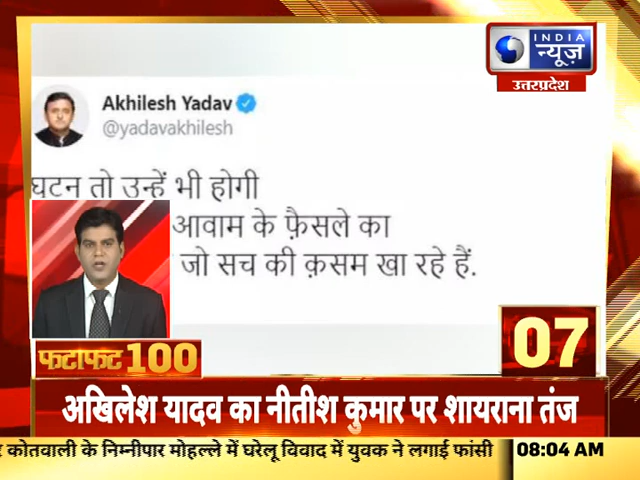 INDIA
न्यूज़
उत्तरप्रदेश
Akhilesh Yadav
@yadavakhilesh
घुटन तो उन्हें भी होगी
आवाम के फ़ैसले का
जो सच की क़सम खा रहे हैं.
07
फटाफट 100
अखिलेश यादव का नीतीश कुमार पर शायराना तंज
कोतवाली के निम्नीपार मोहल्ले में घरेलू विवाद में युवक ने लगाई फांसी
08:04 AM